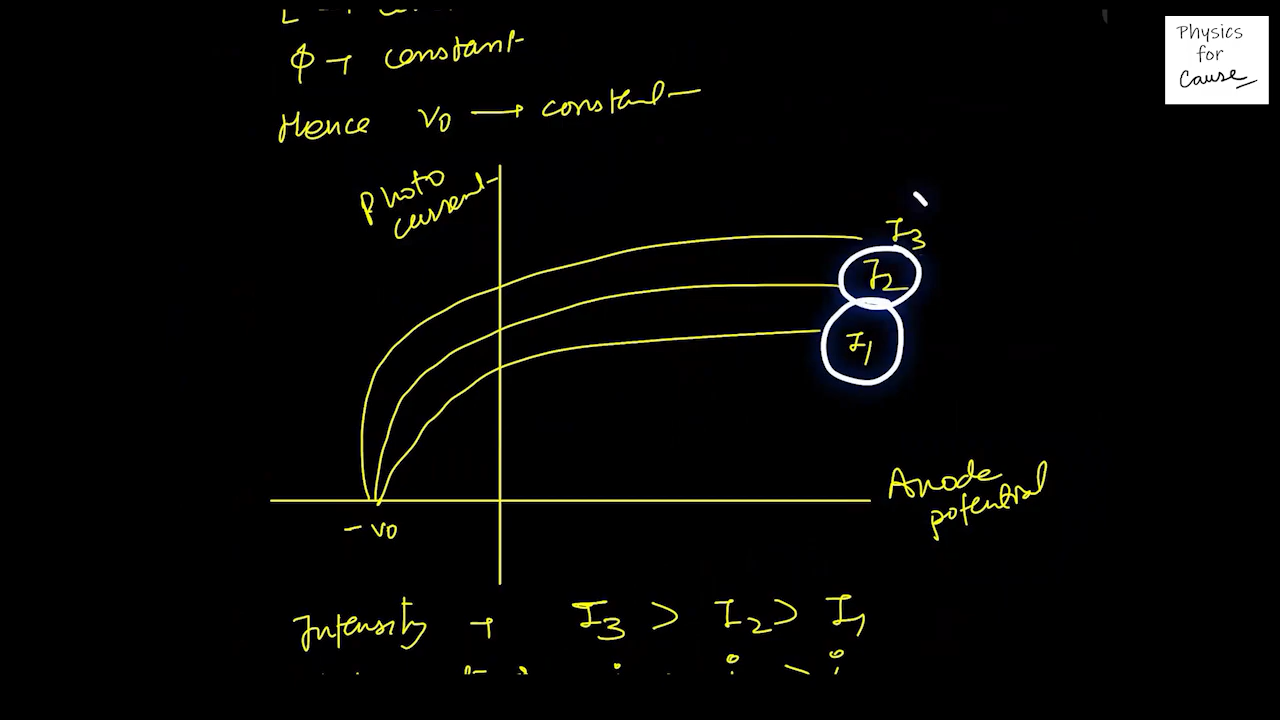 ϕ → constant
Hence V0 → constant
Photo
current
I3
I2
I1
Anode
potential
- V0
Intensity → I3 > I2 > I1
Physics
for
Cause